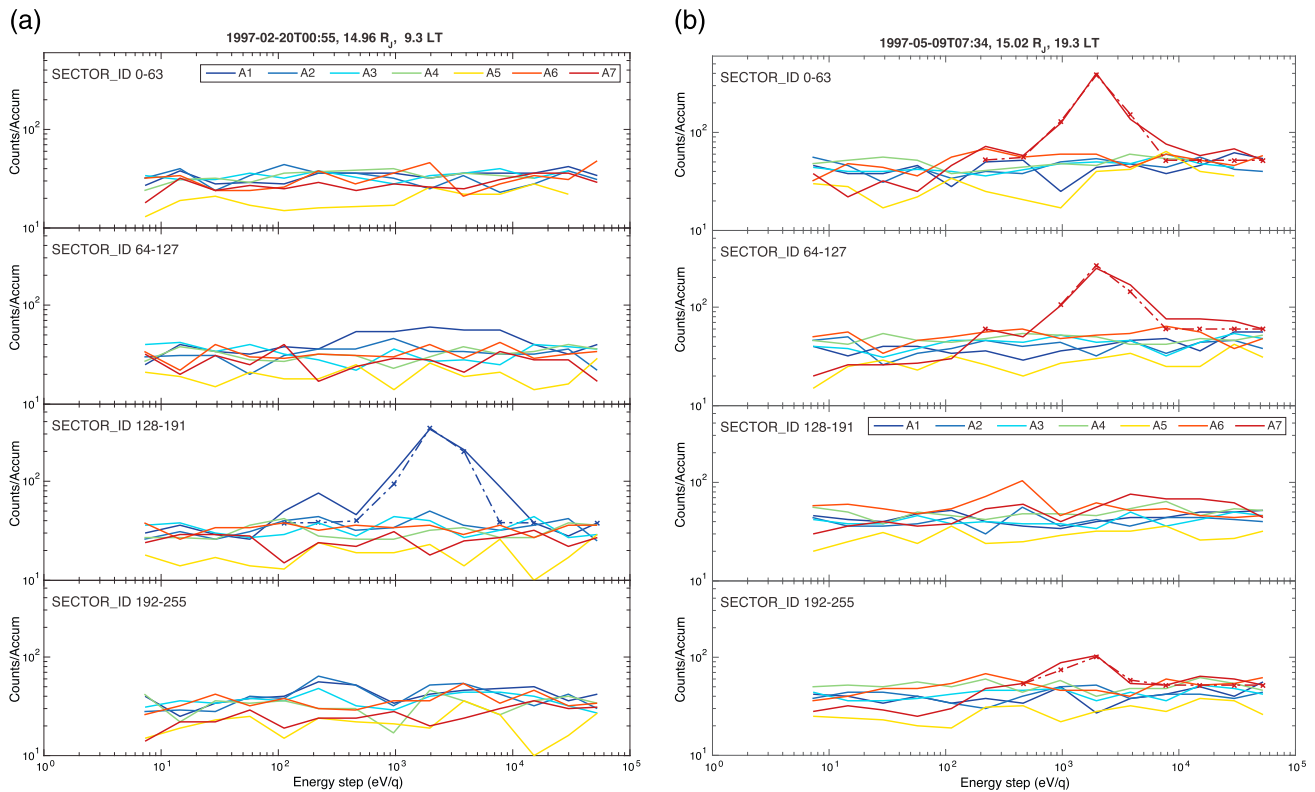 (a)
1997-02-20T00:55, 14.96 R_J, 9.3 LT
SECTOR_ID 0-63
A1 A2 A3 A4 A5 A6 A7
Counts/Accum
10^2
10^1
SECTOR_ID 64-127
Counts/Accum
10^2
10^1
SECTOR_ID 128-191
Counts/Accum
10^2
10^1
SECTOR_ID 192-255
Counts/Accum
10^2
10^1
10^0 10^1 10^2 10^3 10^4 10^5
Energy step (eV/q)
(b)
1997-05-09T07:34, 15.02 R_J, 19.3 LT
SECTOR_ID 0-63
Counts/Accum
10^2
10^1
SECTOR_ID 64-127
Counts/Accum
10^2
10^1
SECTOR_ID 128-191
A1 A2 A3 A4 A5 A6 A7
Counts/Accum
10^2
10^1
SECTOR_ID 192-255
Counts/Accum
10^2
10^1
10^0 10^1 10^2 10^3 10^4 10^5
Energy step (eV/q)